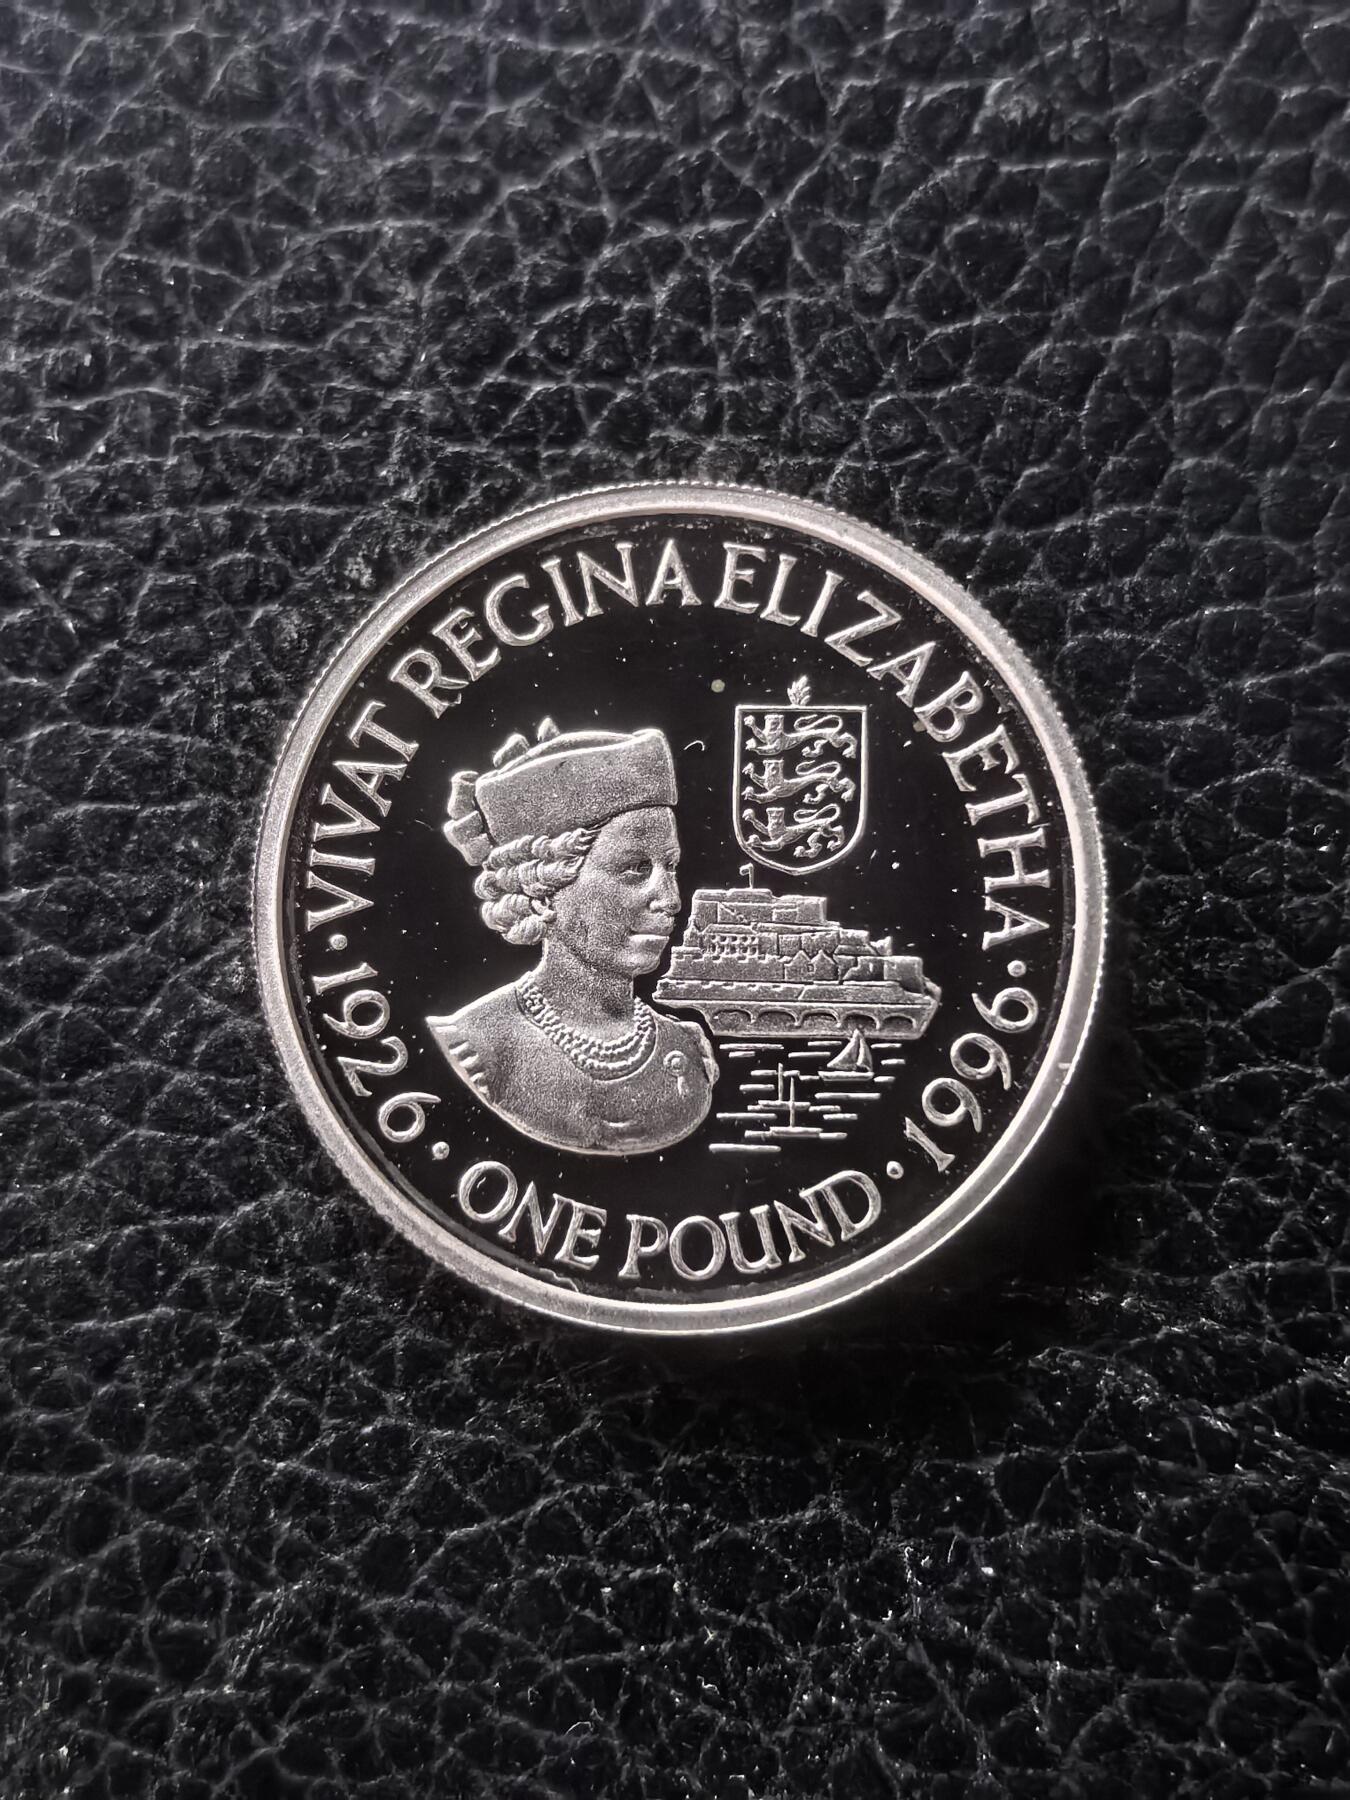 · VIVAT REGINA ELIZABETHA ·
1926 · ONE POUND · 1996